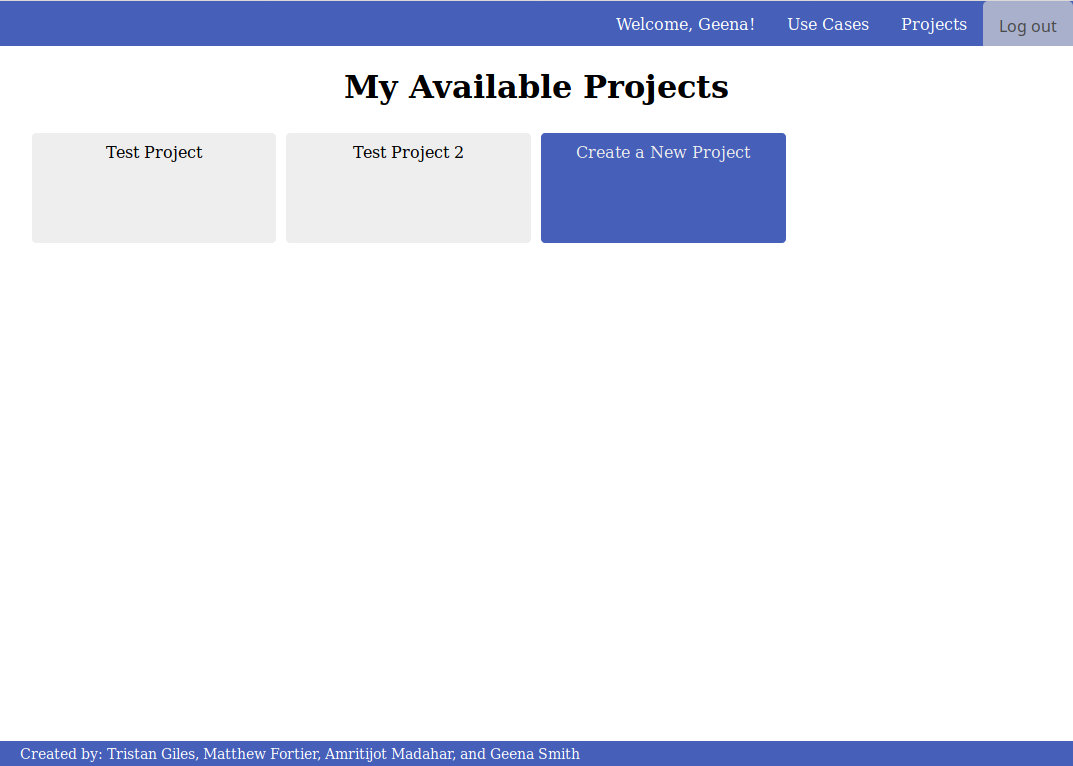 Welcome, Geena! Use Cases Projects Log out
My Available Projects
Test Project Test Project 2 Create a New Project
Created by: Tristan Giles, Matthew Fortier, Amritijot Madahar, and Geena Smith